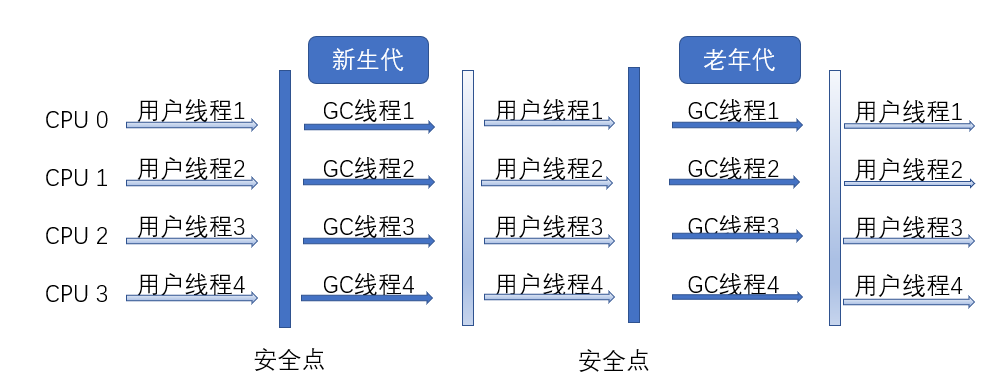 新生代 老年代
CPU 0 用户线程1 GC线程1 用户线程1 GC线程1 用户线程1
CPU 1 用户线程2 GC线程2 用户线程2 GC线程2 用户线程2
CPU 2 用户线程3 GC线程3 用户线程3 GC线程3 用户线程3
CPU 3 用户线程4 GC线程4 用户线程4 GC线程4 用户线程4
安全点 安全点